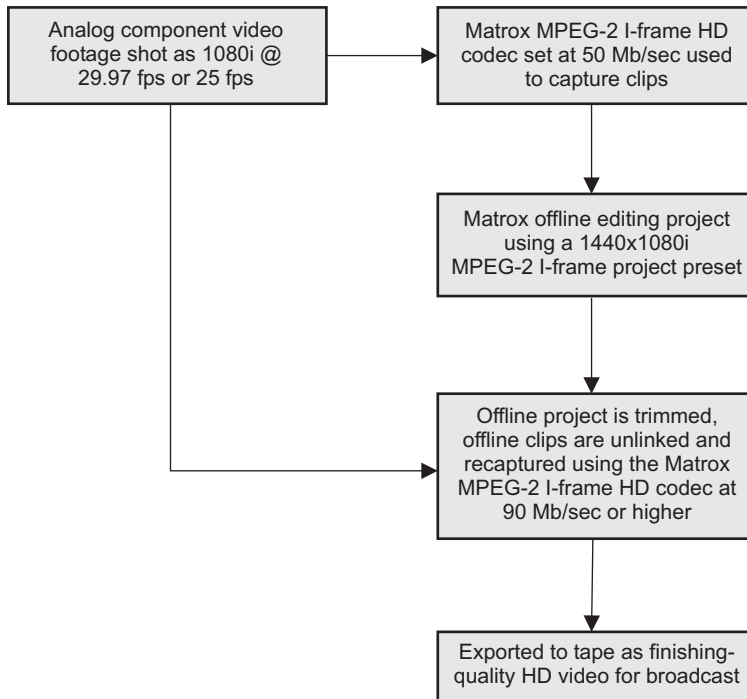 Analog component video
footage shot as 1080i @
29.97 fps or 25 fps
Matrox MPEG-2 I-frame HD
codec set at 50 Mb/sec used
to capture clips
Matrox offline editing project
using a 1440x1080i
MPEG-2 I-frame project preset
Offline project is trimmed,
offline clips are unlinked and
recaptured using the Matrox
MPEG-2 I-frame HD codec at
90 Mb/sec or higher
Exported to tape as finishing-
quality HD video for broadcast